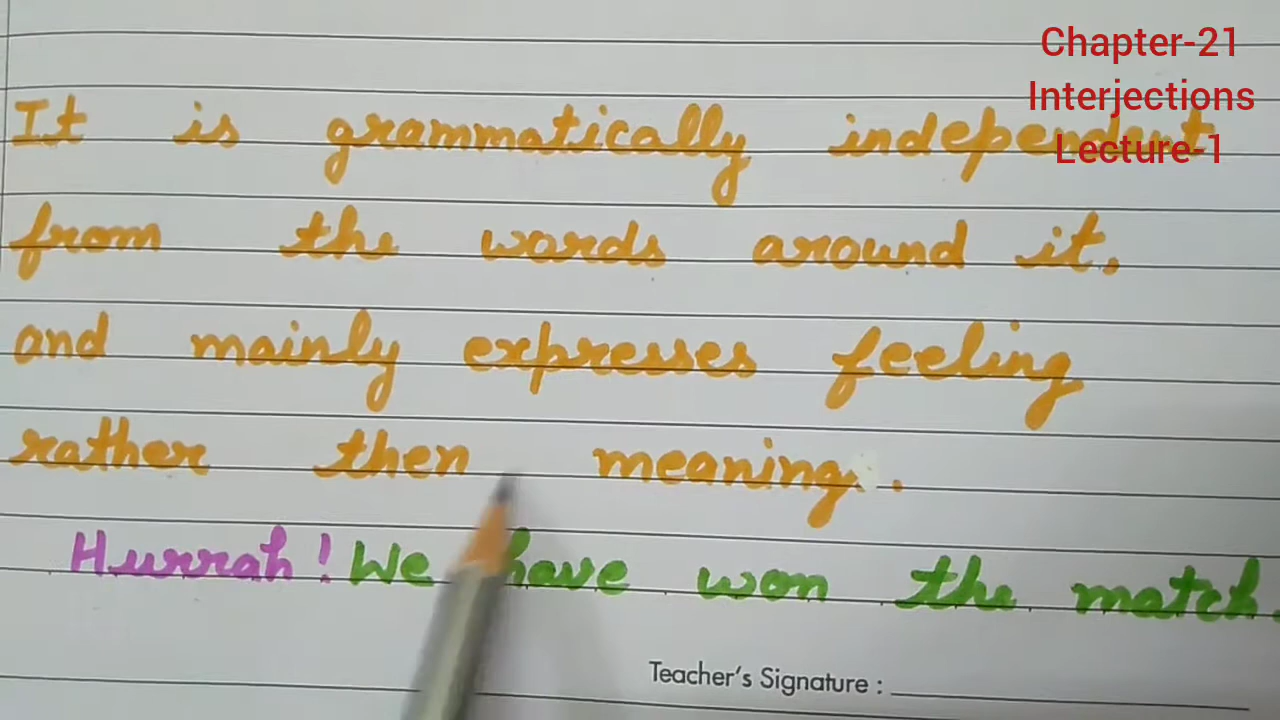 Chapter-21
Interjections
Lecture-1
It is grammatically independent
from the words around it.
and mainly expresses feeling
rather then meaning.
Hurrah! We have won the match.
Teacher's Signature :